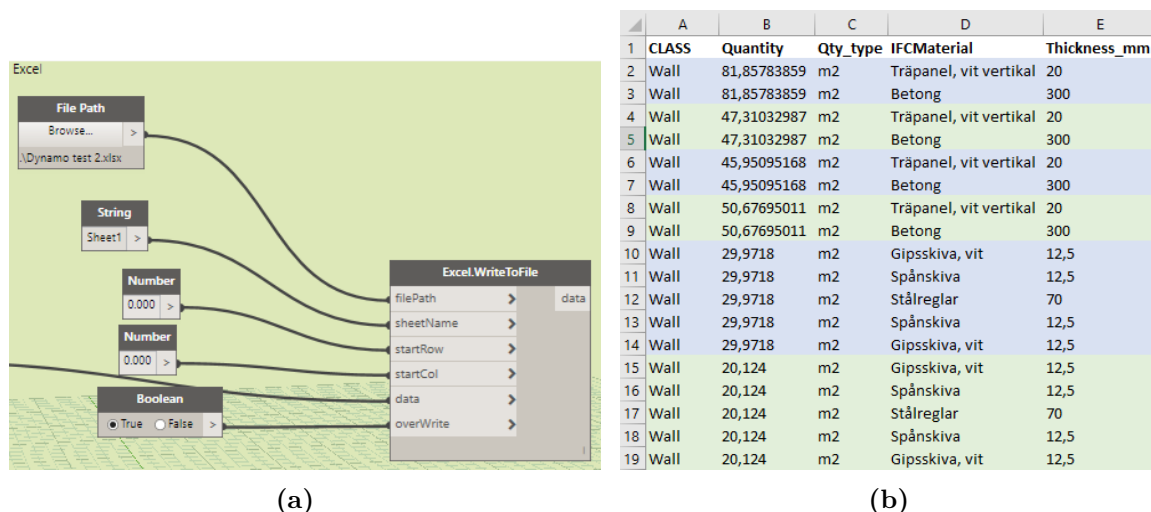 Excel
File Path
Browse... >
.\Dynamo test 2.xlsx
String
Sheet1 >
Number
0.000 >
Number
0.000 >
Boolean
True False >
Excel.WriteToFile
filePath > data
sheetName >
startRow >
startCol >
data >
overWrite >
(a)
A B C D E
1 CLASS Quantity Qty_type IFCMaterial Thickness_mm
2 Wall 81,85783859 m2 Träpanel, vit vertikal 20
3 Wall 81,85783859 m2 Betong 300
4 Wall 47,31032987 m2 Träpanel, vit vertikal 20
5 Wall 47,31032987 m2 Betong 300
6 Wall 45,95095168 m2 Träpanel, vit vertikal 20
7 Wall 45,95095168 m2 Betong 300
8 Wall 50,67695011 m2 Träpanel, vit vertikal 20
9 Wall 50,67695011 m2 Betong 300
10 Wall 29,9718 m2 Gipsskiva, vit 12,5
11 Wall 29,9718 m2 Spånskiva 12,5
12 Wall 29,9718 m2 Stålreglar 70
13 Wall 29,9718 m2 Spånskiva 12,5
14 Wall 29,9718 m2 Gipsskiva, vit 12,5
15 Wall 20,124 m2 Gipsskiva, vit 12,5
16 Wall 20,124 m2 Spånskiva 12,5
17 Wall 20,124 m2 Stålreglar 70
18 Wall 20,124 m2 Spånskiva 12,5
19 Wall 20,124 m2 Gipsskiva, vit 12,5
(b)